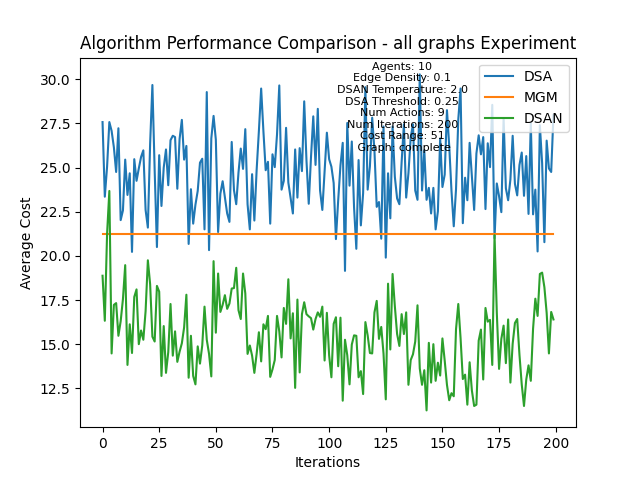 Algorithm Performance Comparison - all graphs Experiment
Agents: 10
Edge Density: 0.1
DSAN Temperature: 2.0
DSA Threshold: 0.25
Num Actions: 9
Num Iterations: 200
Cost Range: 51
Graph: complete
DSA
MGM
DSAN
Average Cost
30.0
27.5
25.0
22.5
20.0
17.5
15.0
12.5
0
25
50
75
100
125
150
175
200
Iterations